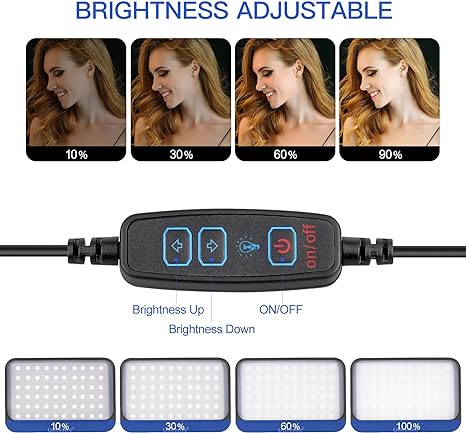 BRIGHTNESS ADJUSTABLE
10% 30% 60% 90%
on/off
Brightness Up
ON/OFF
Brightness Down
10% 30% 60% 100%